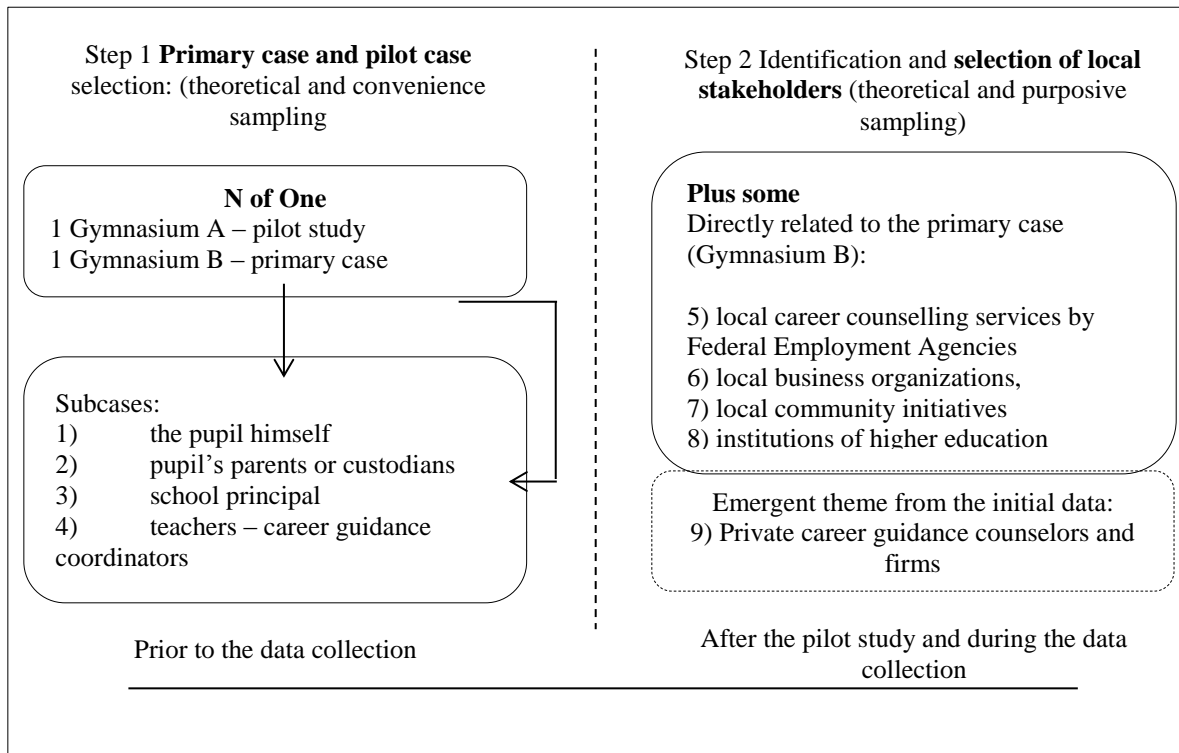 Step 1 Primary case and pilot case
selection: (theoretical and convenience
sampling
N of One
1 Gymnasium A – pilot study
1 Gymnasium B – primary case
Subcases:
1) the pupil himself
2) pupil’s parents or custodians
3) school principal
4) teachers – career guidance
coordinators
Prior to the data collection
Step 2 Identification and selection of local
stakeholders (theoretical and purposive
sampling)
Plus some
Directly related to the primary case
(Gymnasium B):
5) local career counselling services by
Federal Employment Agencies
6) local business organizations,
7) local community initiatives
8) institutions of higher education
Emergent theme from the initial data:
9) Private career guidance counselors and
firms
After the pilot study and during the data
collection